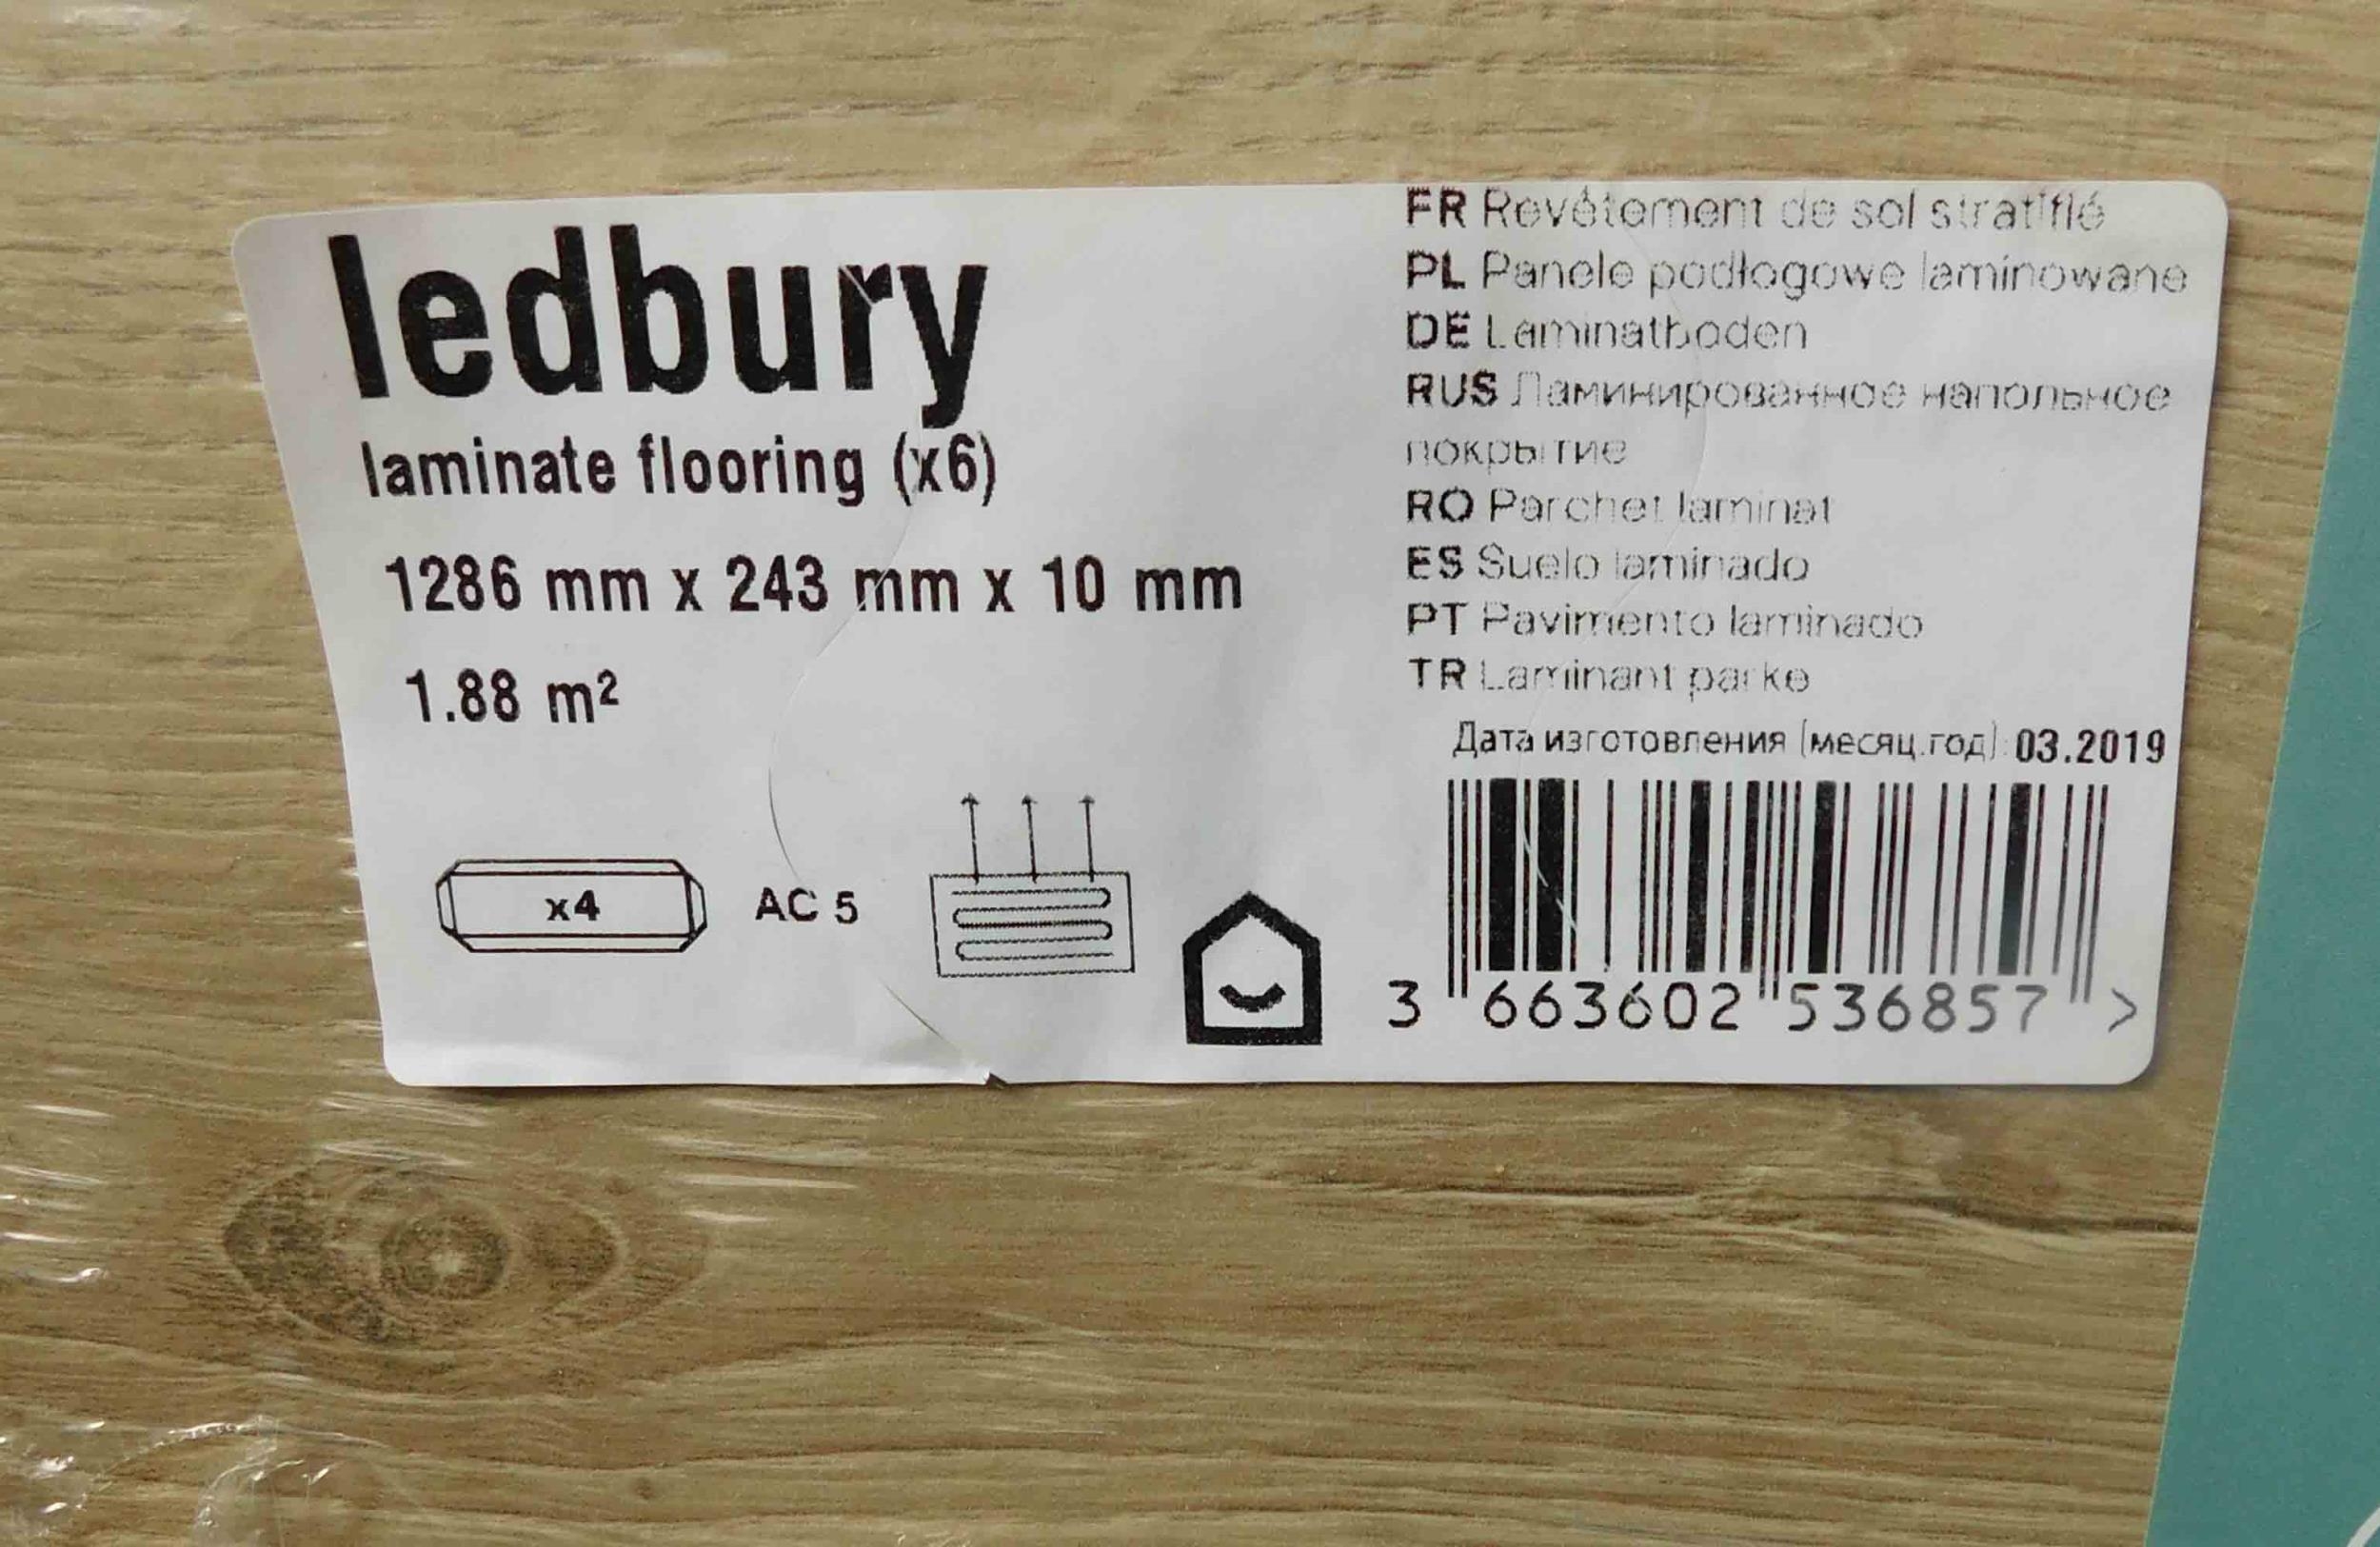 ledbury
laminate flooring (x6)
1286 mm x 243 mm x 10 mm
1.88 m²
x4
AC 5
FR Revêtement de sol stratifié
PL Panele podłogowe laminowane
DE Laminatboden
RUS Ламинированное напольное
покрытие
RO Parchet laminat
ES Suelo laminado
PT Pavimento laminado
TR Laminant parke
Дата изготовления (месяц.год): 03.2019
3 663602 536857 >